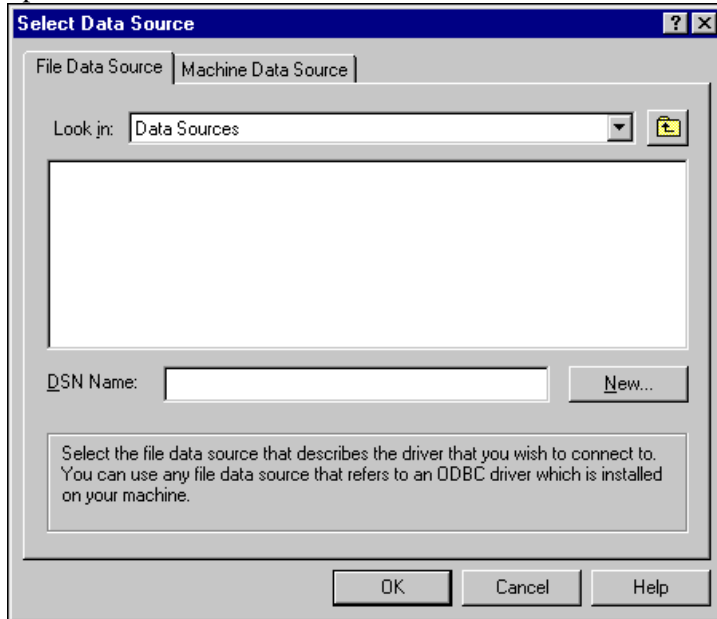 Select Data Source
File Data Source
Machine Data Source
Look in: Data Sources
DSN Name:
New...
Select the file data source that describes the driver that you wish to connect to.
You can use any file data source that refers to an ODBC driver which is installed
on your machine.
OK
Cancel
Help